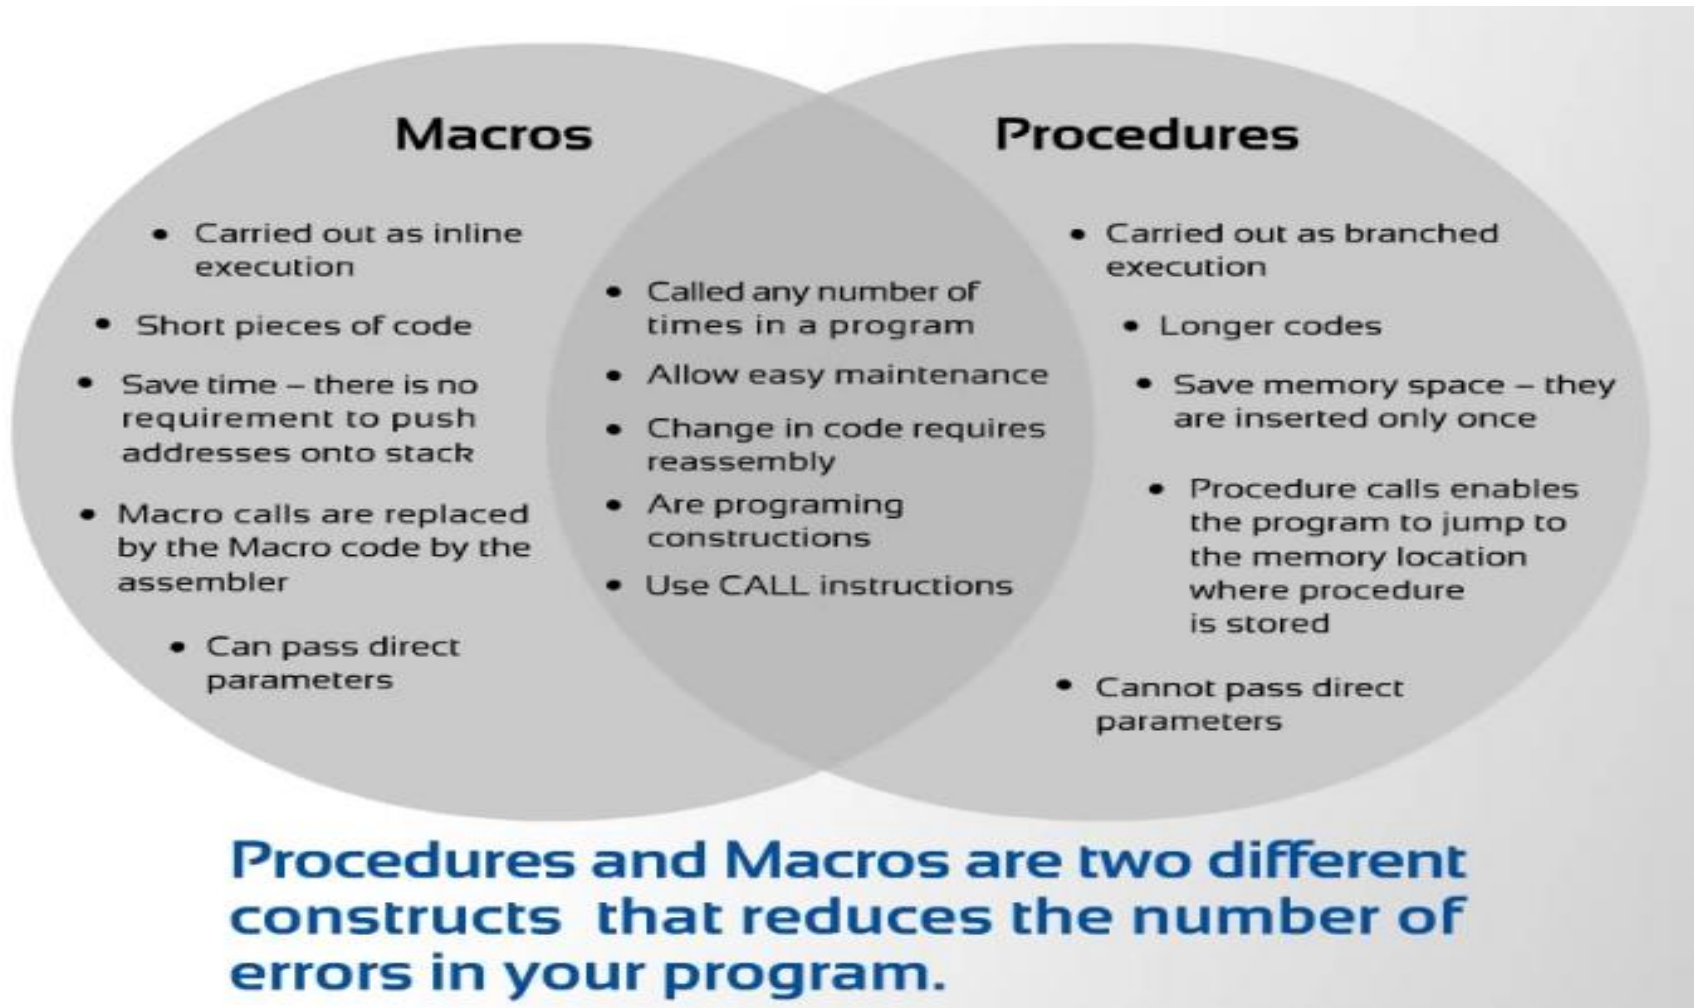 Macros
• Carried out as inline
execution
• Short pieces of code
• Save time – there is no
requirement to push
addresses onto stack
• Macro calls are replaced
by the Macro code by the
assembler
• Can pass direct
parameters
• Called any number of
times in a program
• Allow easy maintenance
• Change in code requires
reassembly
• Are programing
constructions
• Use CALL instructions
Procedures
• Carried out as branched
execution
• Longer codes
• Save memory space – they
are inserted only once
• Procedure calls enables
the program to jump to
the memory location
where procedure
is stored
• Cannot pass direct
parameters
Procedures and Macros are two different
constructs that reduces the number of
errors in your program.